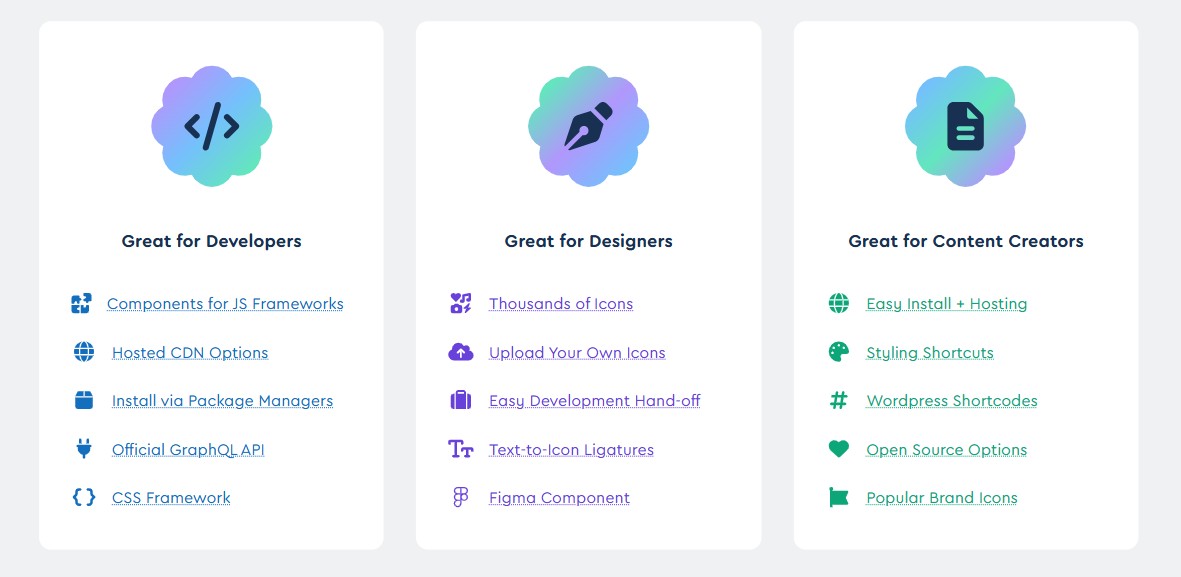 Great for Developers
Components for JS Frameworks
Hosted CDN Options
Install via Package Managers
Official GraphQL API
CSS Framework
Great for Designers
Thousands of Icons
Upload Your Own Icons
Easy Development Hand-off
Text-to-Icon Ligatures
Figma Component
Great for Content Creators
Easy Install + Hosting
Styling Shortcuts
Wordpress Shortcodes
Open Source Options
Popular Brand Icons